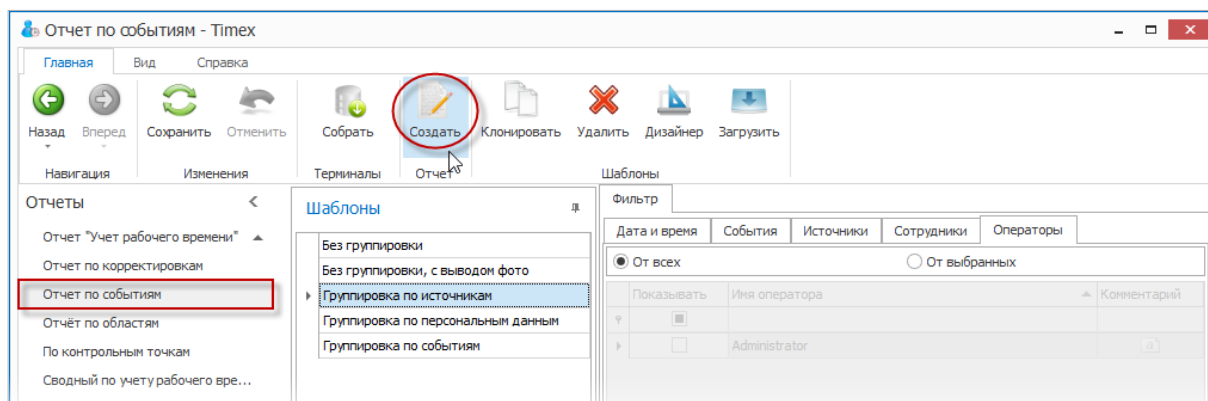 Отчет по событиям - Timex
Главная Вид Справка
Назад Вперед Сохранить Отменить Собрать Создать Клонировать Удалить Дизайнер Загрузить
Навигация Изменения Терминалы Отчет Шаблоны
Отчеты
Отчет "Учет рабочего времени"
Отчет по корректировкам
Отчет по событиям
Отчёт по областям
По контрольным точкам
Сводный по учету рабочего вре...
Шаблоны
Без группировки
Без группировки, с выводом фото
Группировка по источникам
Группировка по персональным данным
Группировка по событиям
Фильтр
Дата и время События Источники Сотрудники Операторы
От всех От выбранных
Показывать Имя оператора Комментарий
Administrator a